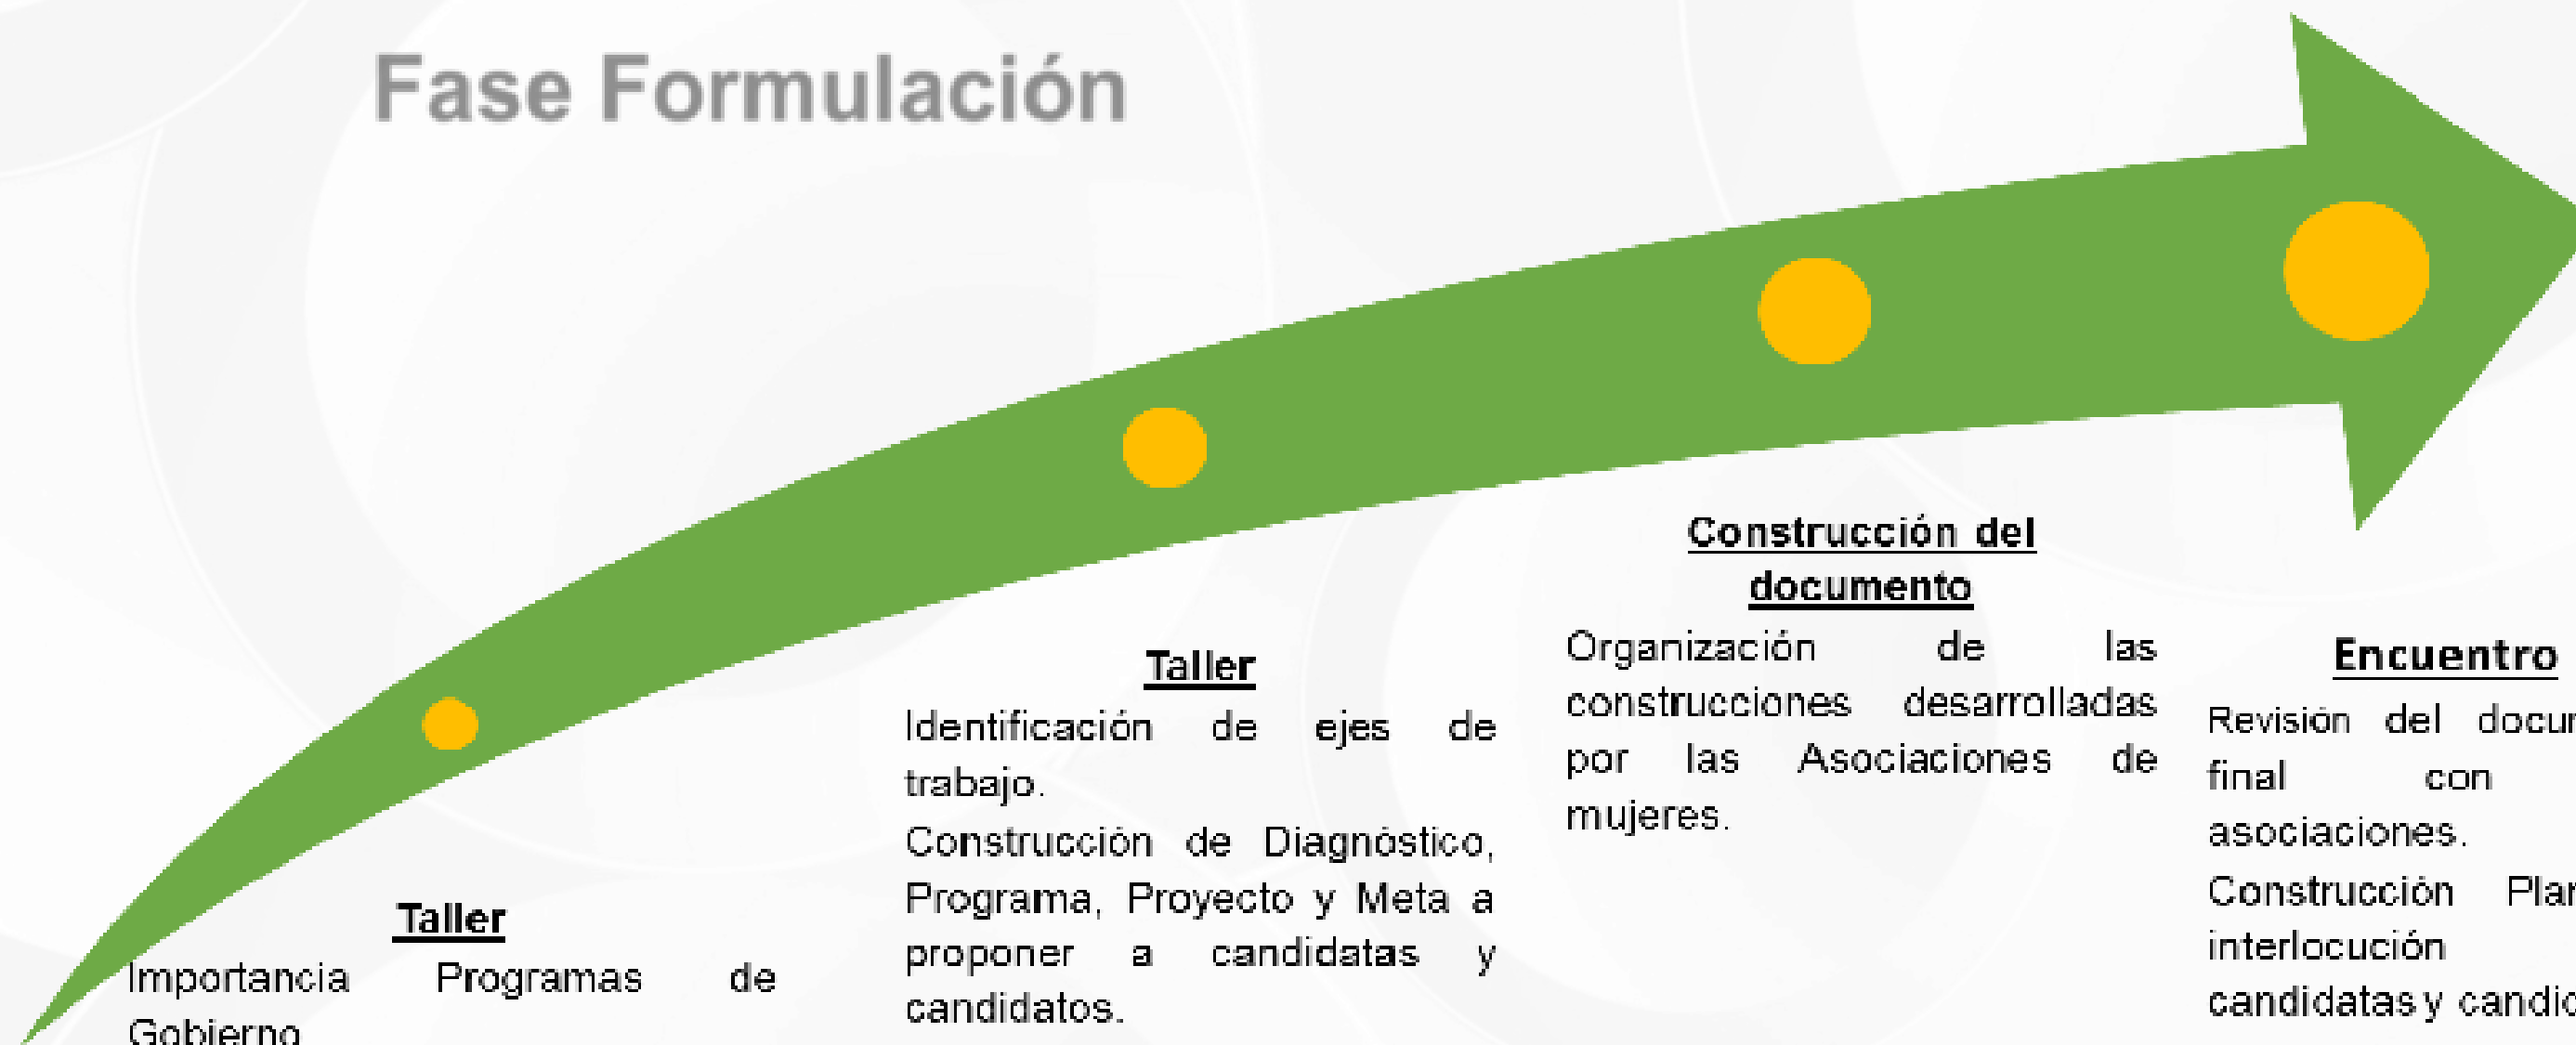 Fase Formulación
Taller
Importancia Programas de
Gobierno
Taller
Identificación de ejes de
trabajo.
Construcción de Diagnóstico,
Programa, Proyecto y Meta a
proponer a candidatas y
candidatos.
Construcción del
documento
Organización de las
construcciones desarrolladas
por las Asociaciones de
mujeres.
Encuentro
Revisión del
final con
asociaciones.
Construcción
interlocución
candidatas y